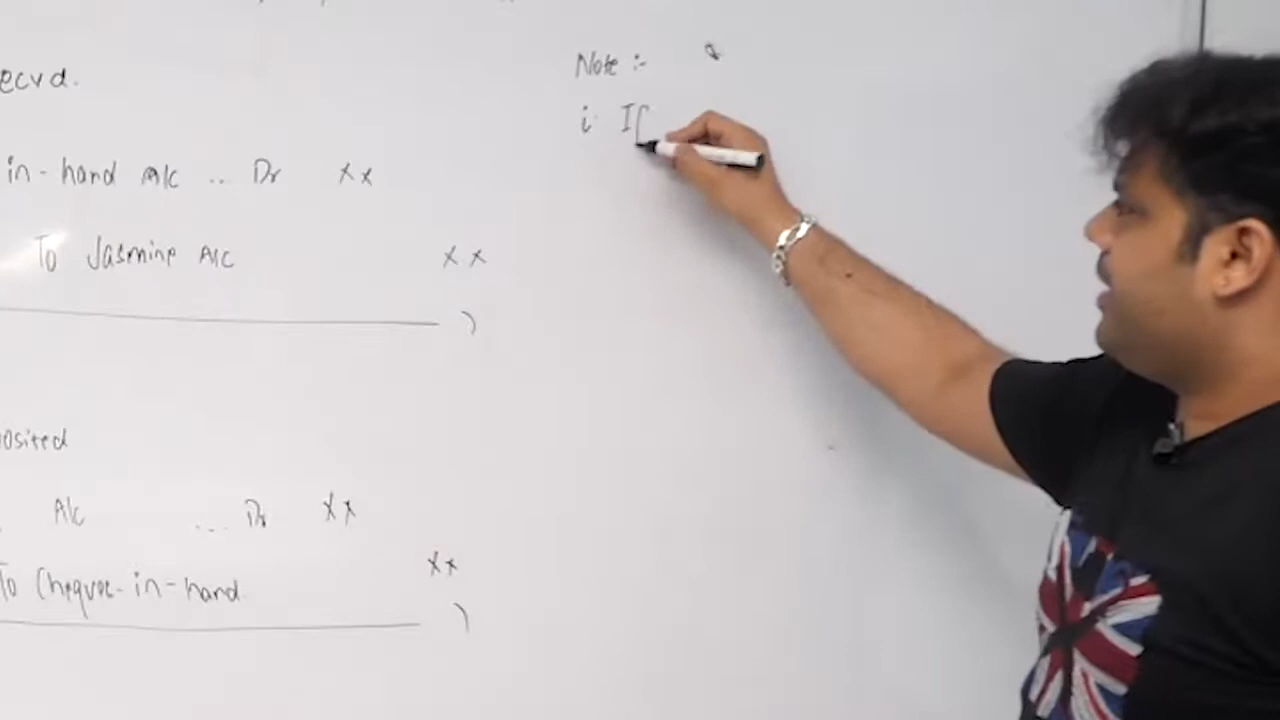 ecvd.
in-hand A/c ... Dr xx
To Jasmine A/c xx
)
osited
A/c ... Dr xx
To Cheque-in-hand xx
)
Note :-
i. If